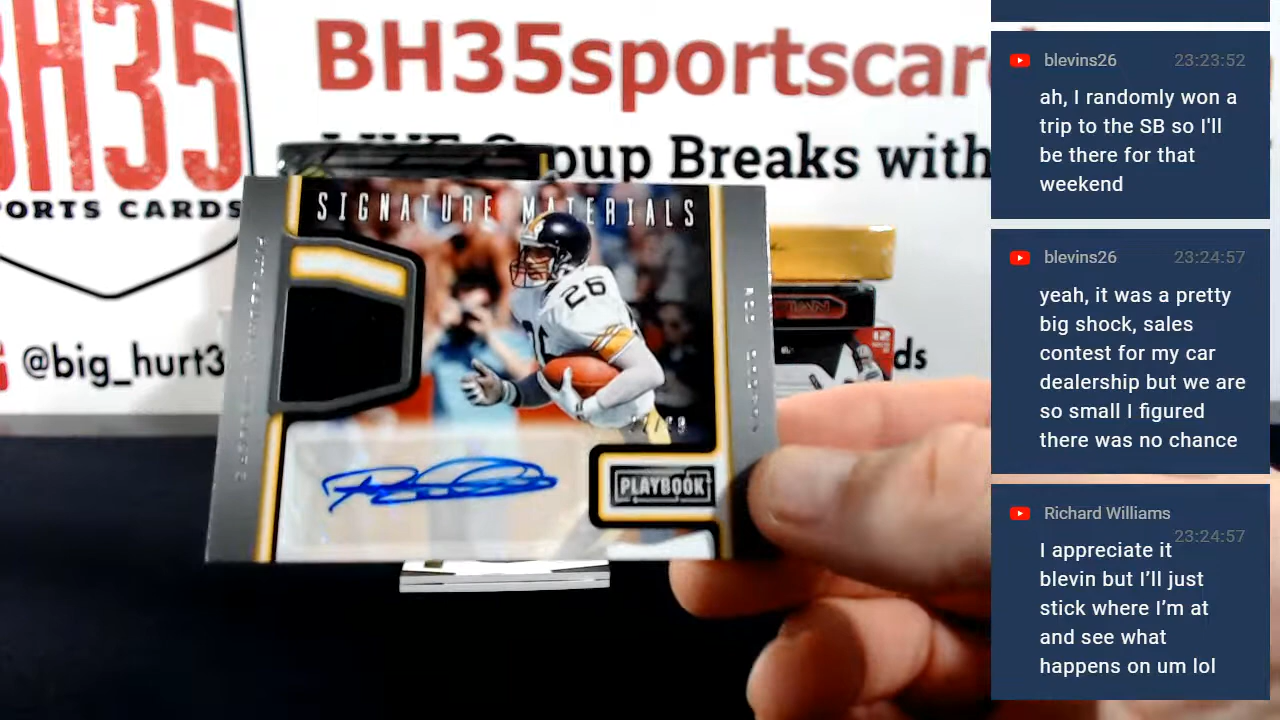 BH35
SPORTS CARDS
BH35sportscar
LIVE Group Breaks with
@big_hurt3
ds
SIGNATURE MATERIALS
26
PLAYBOOK
blevins26 23:23:52
ah, I randomly won a
trip to the SB so I'll
be there for that
weekend
blevins26 23:24:57
yeah, it was a pretty
big shock, sales
contest for my car
dealership but we are
so small I figured
there was no chance
Richard Williams
23:24:57
I appreciate it
blevin but I’ll just
stick where I’m at
and see what
happens on um lol